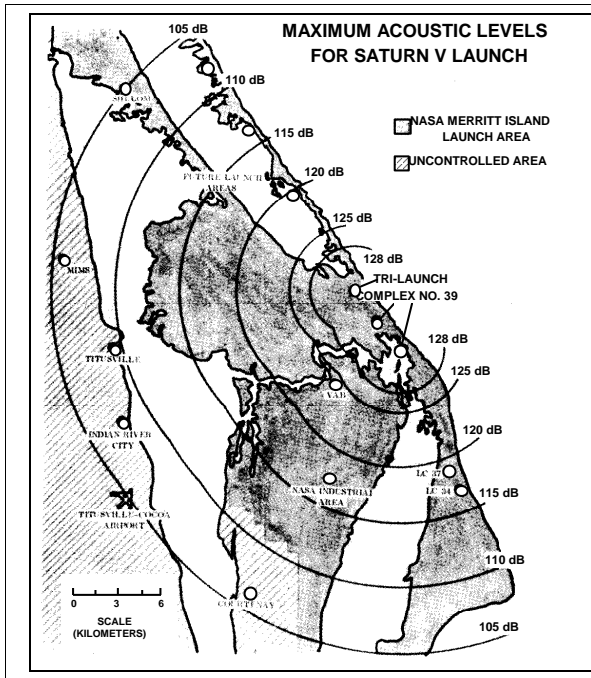 MAXIMUM ACOUSTIC LEVELS
FOR SATURN V LAUNCH
105 dB
110 dB
115 dB
120 dB
125 dB
128 dB
NASA MERRITT ISLAND
LAUNCH AREA
UNCONTROLLED AREA
FUTURE LAUNCH
AREAS
TRI-LAUNCH
COMPLEX NO. 39
MIMS
TITUSVILLE
128 dB
125 dB
VAB
INDIAN RIVER
CITY
120 dB
LC 37
LC 34
NASA INDUSTRIAL
AREA
115 dB
TITUSVILLE-COCOA
AIRPORT
110 dB
COURTENAY
0 3 6
SCALE
(KILOMETERS)
105 dB